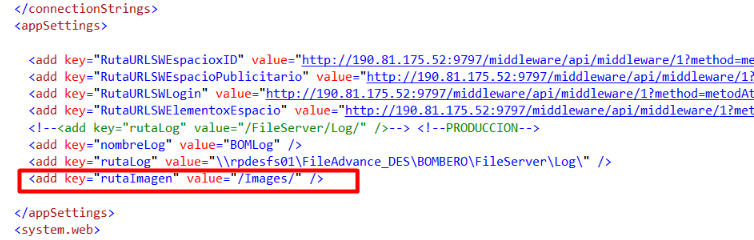 </connectionStrings>
<appSettings>
<add key="RutaURLSWEspacioxID" value="http://190.81.175.52:9797/middleware/api/middleware/1?method=me
<add key="RutaURLSWEspacioPublicitario" value="http://190.81.175.52:9797/middleware/api/middleware/1?
<add key="RutaURLSWLogin" value="http://190.81.175.52:9797/middleware/api/middleware/1?method=metodAt
<add key="RutaURLSWElementoxEspacio" value="http://190.81.175.52:9797/middleware/api/middleware/1?met
<!--<add key="rutaLog" value="/FileServer/Log/" />--> <!--PRODUCCION-->
<add key="nombreLog" value="BOMLog" />
<add key="rutaLog" value="\\rpdesfs01\FileAdvance_DES\BOMBERO\FileServer\Log\" />
<add key="rutaImagen" value="/Images/" />
</appSettings>
<system.web>